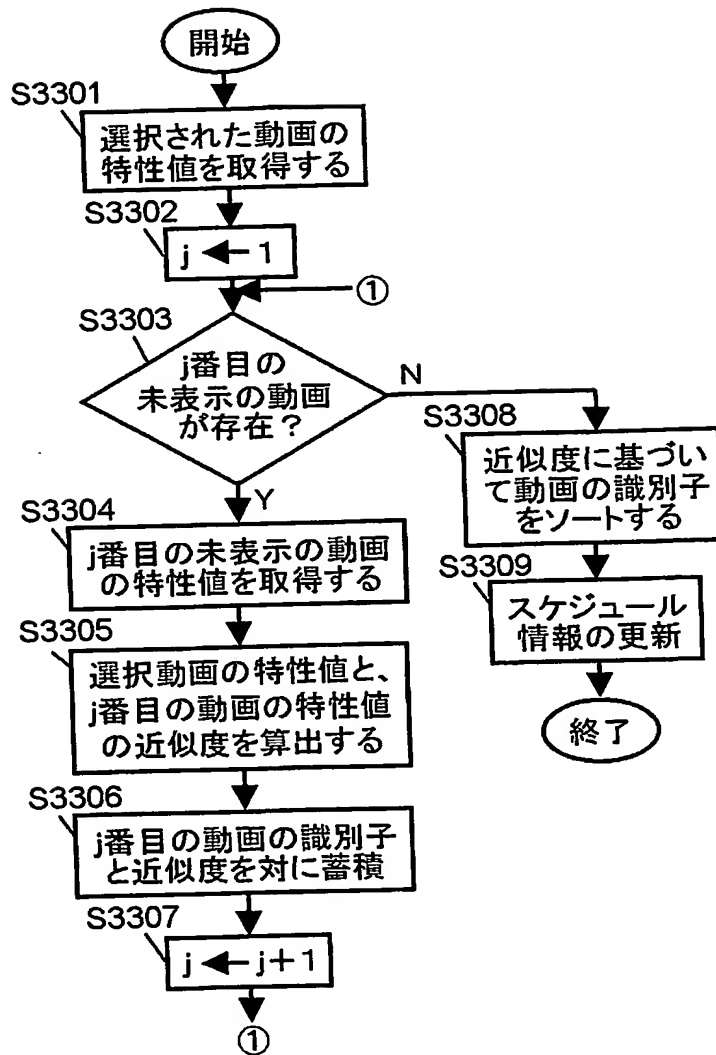 開始
S3301
選択された動画の
特性値を取得する
S3302
j ← 1
①
S3303
j番目の
未表示の動画
が存在?
N
Y
S3304
j番目の未表示の動画
の特性値を取得する
S3305
選択動画の特性値と、
j番目の動画の特性値
の近似度を算出する
S3306
j番目の動画の識別子
と近似度を対に蓄積
S3307
j ← j+1
①
S3308
近似度に基づい
て動画の識別子
をソートする
S3309
スケジュール
情報の更新
終了